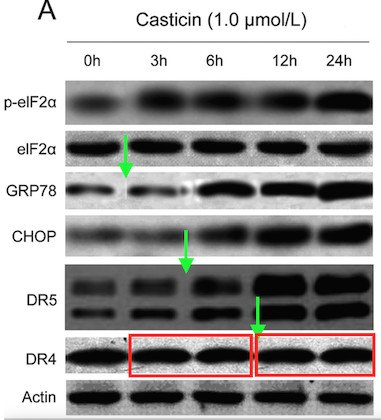 A
Casticin (1.0 μmol/L)
0h 3h 6h 12h 24h
p-eIF2α
eIF2α
GRP78
CHOP
DR5
DR4
Actin